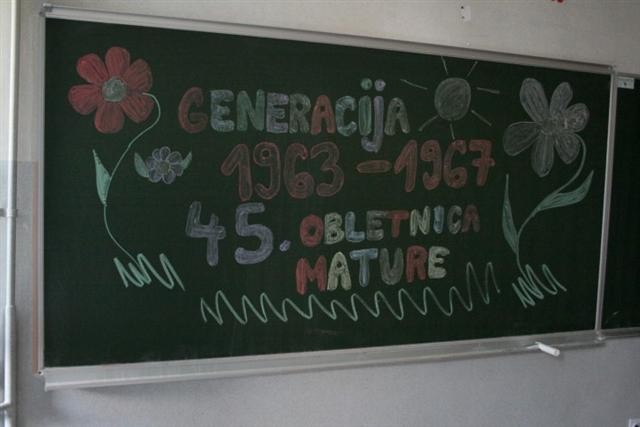 GENERACIJA
1963-1967
45. OBLETNICA
MATURE